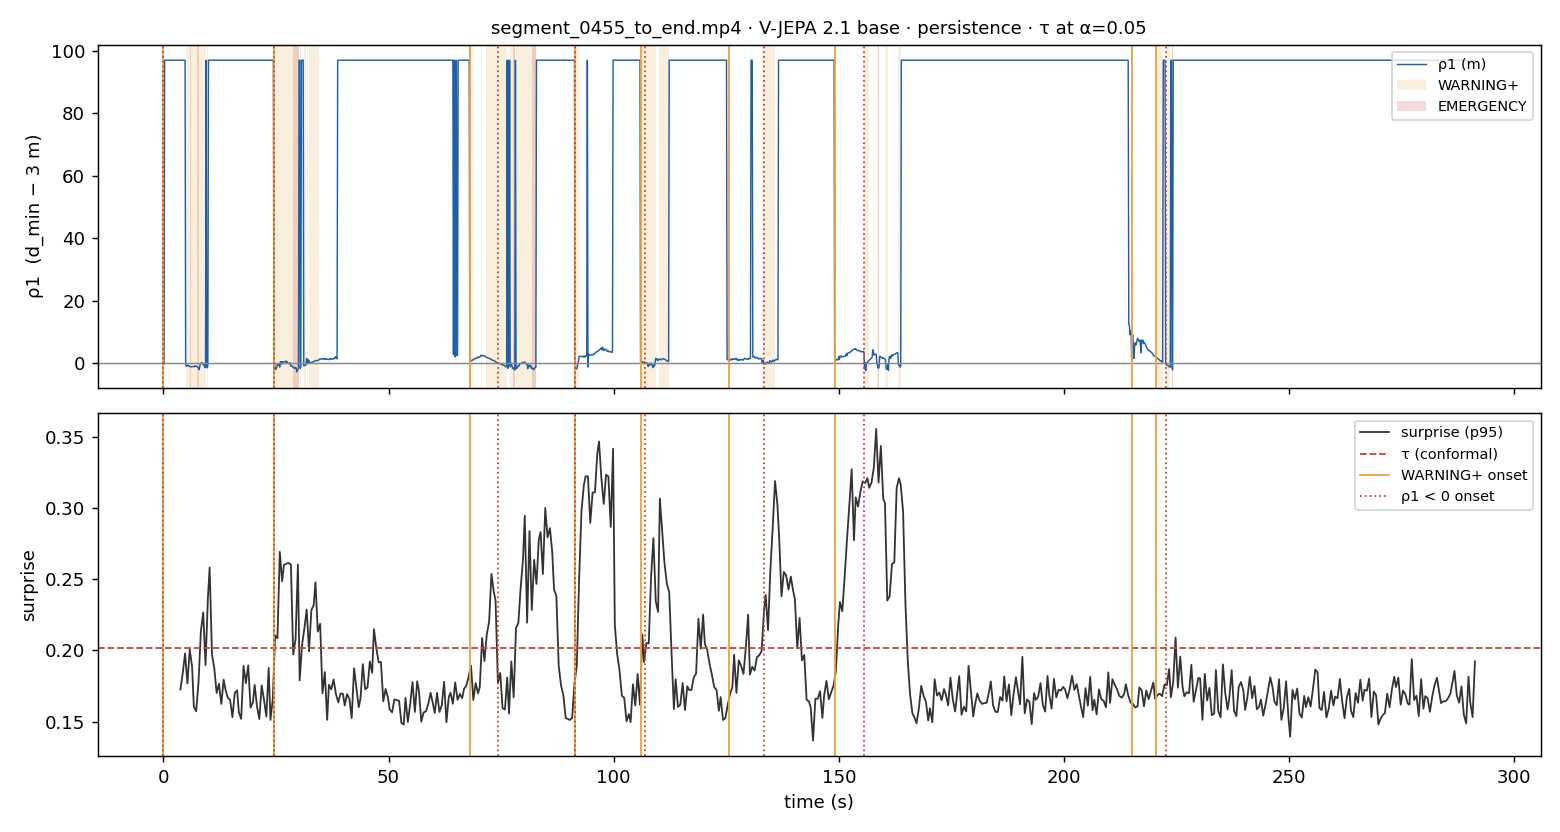 segment_0455_to_end.mp4 · V-JEPA 2.1 base · persistence · τ at α=0.05
100
80
60
40
20
0
ρ1 (d_min − 3 m)
ρ1 (m)
WARNING+
EMERGENCY
0.35
0.30
0.25
0.20
0.15
surprise
surprise (p95)
τ (conformal)
WARNING+ onset
ρ1 < 0 onset
0 50 100 150 200 250 300
time (s)